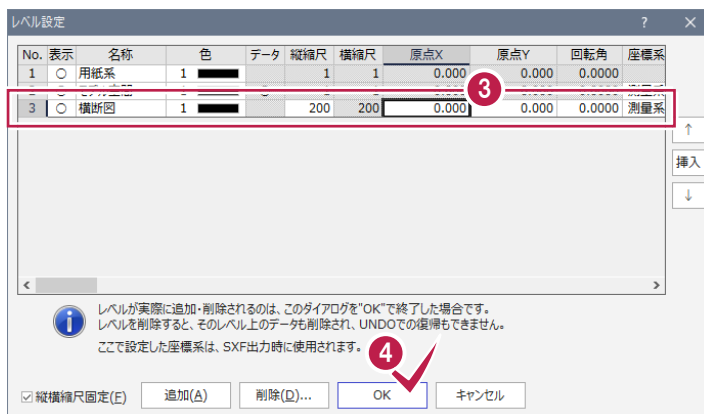 レベル設定 ? ×
No. 表示 名称 色 データ 縦縮尺 横縮尺 原点X 原点Y 回転角 座標系
1 ○ 用紙系 1 1 1 0.000 0.000 0.0000
3 ○ 横断図 1 200 200 0.000 0.000 0.0000 測量系
3
↑
挿入
↓
< >
レベルが実際に追加・削除されるのは、このダイアログを"OK"で終了した場合です。
レベルを削除すると、そのレベル上のデータも削除され、UNDOでの復帰もできません。
ここで設定した座標系は、SXF出力時に使用されます。
4
縦横縮尺固定(F) 追加(A) 削除(D)... OK キャンセル